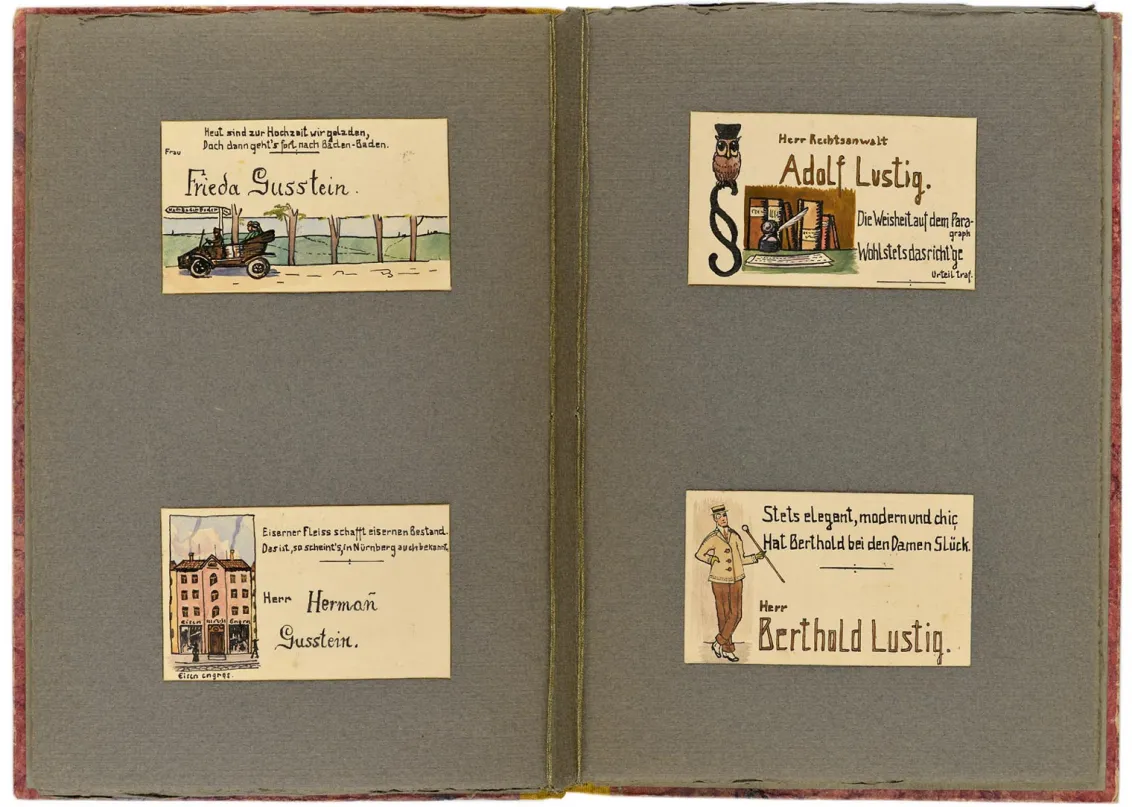 Heut sind zur Hochzeit wir geladen,
Doch dann geht's fort nach Baden-Baden.
Frau
Frieda Gusstein.
Eiserner Fleiss schafft eisernen Bestand.
Das ist, so scheint's, in Nürnberg auch bekannt.
Herr Hermañ
Gusstein.
Eisen engros.
Herr Rechtsanwalt
Adolf Lustig.
§
Die Weisheit auf dem Para-
graph
Wohl stets das richt'ge
Urteil traf.
Stets elegant, modern und chic
Hat Berthold bei den Damen Glück.
Herr
Berthold Lustig.